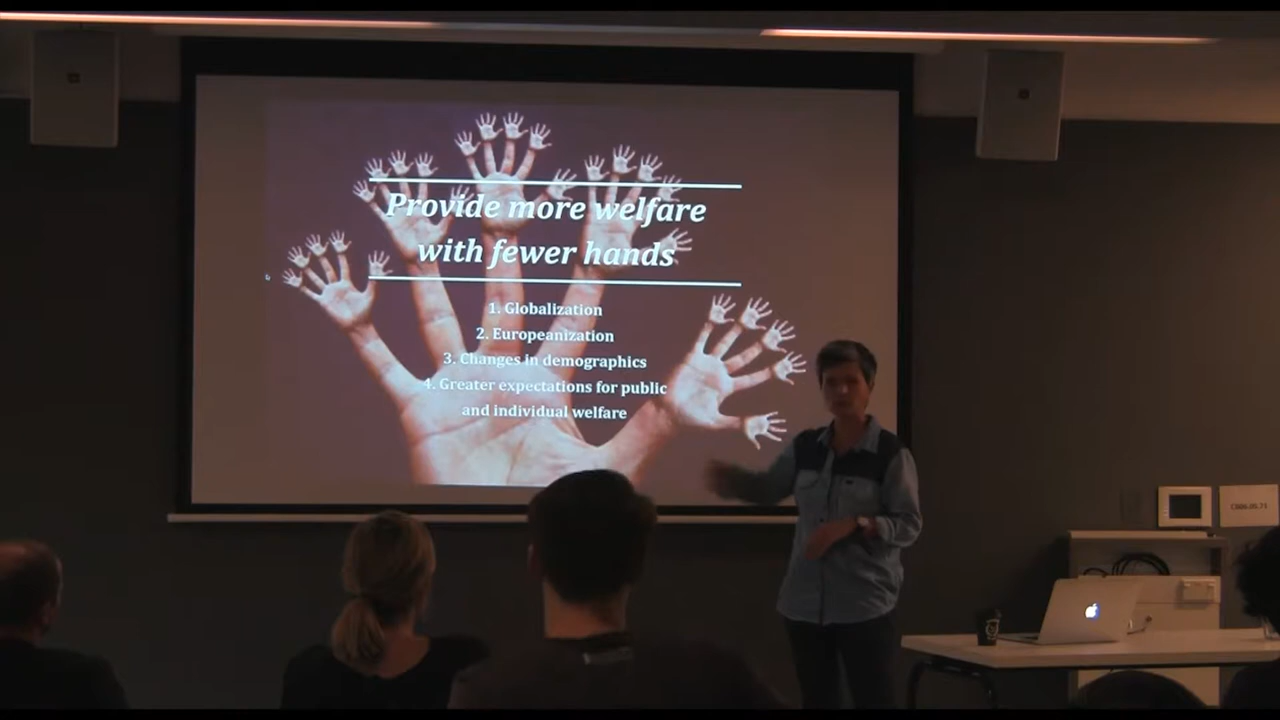 Provide more welfare
with fewer hands
1. Globalization
2. Europeanization
3. Changes in demographics
4. Greater expectations for public
and individual welfare